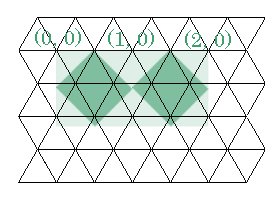 (0, 0) (1, 0) (2, 0)